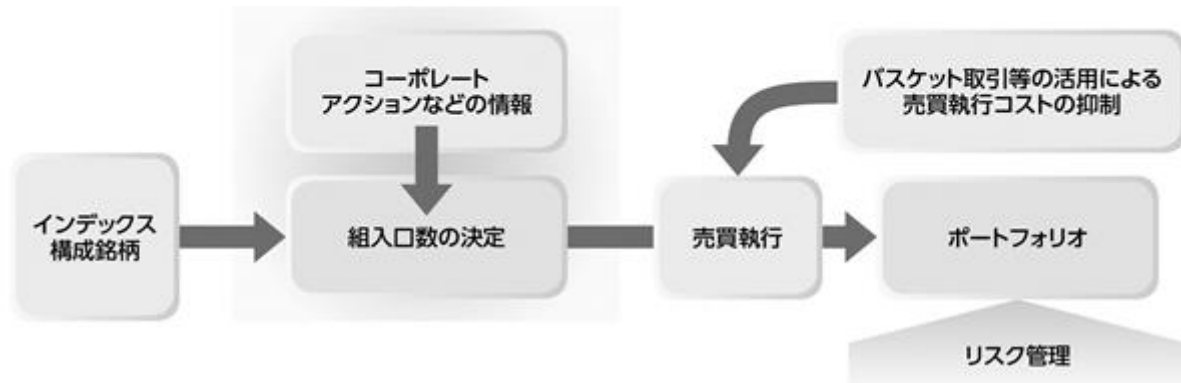 コーポレート
アクションなどの情報
バスケット取引等の活用による
売買執行コストの抑制
インデックス
構成銘柄
組入口数の決定
売買執行
ポートフォリオ
リスク管理